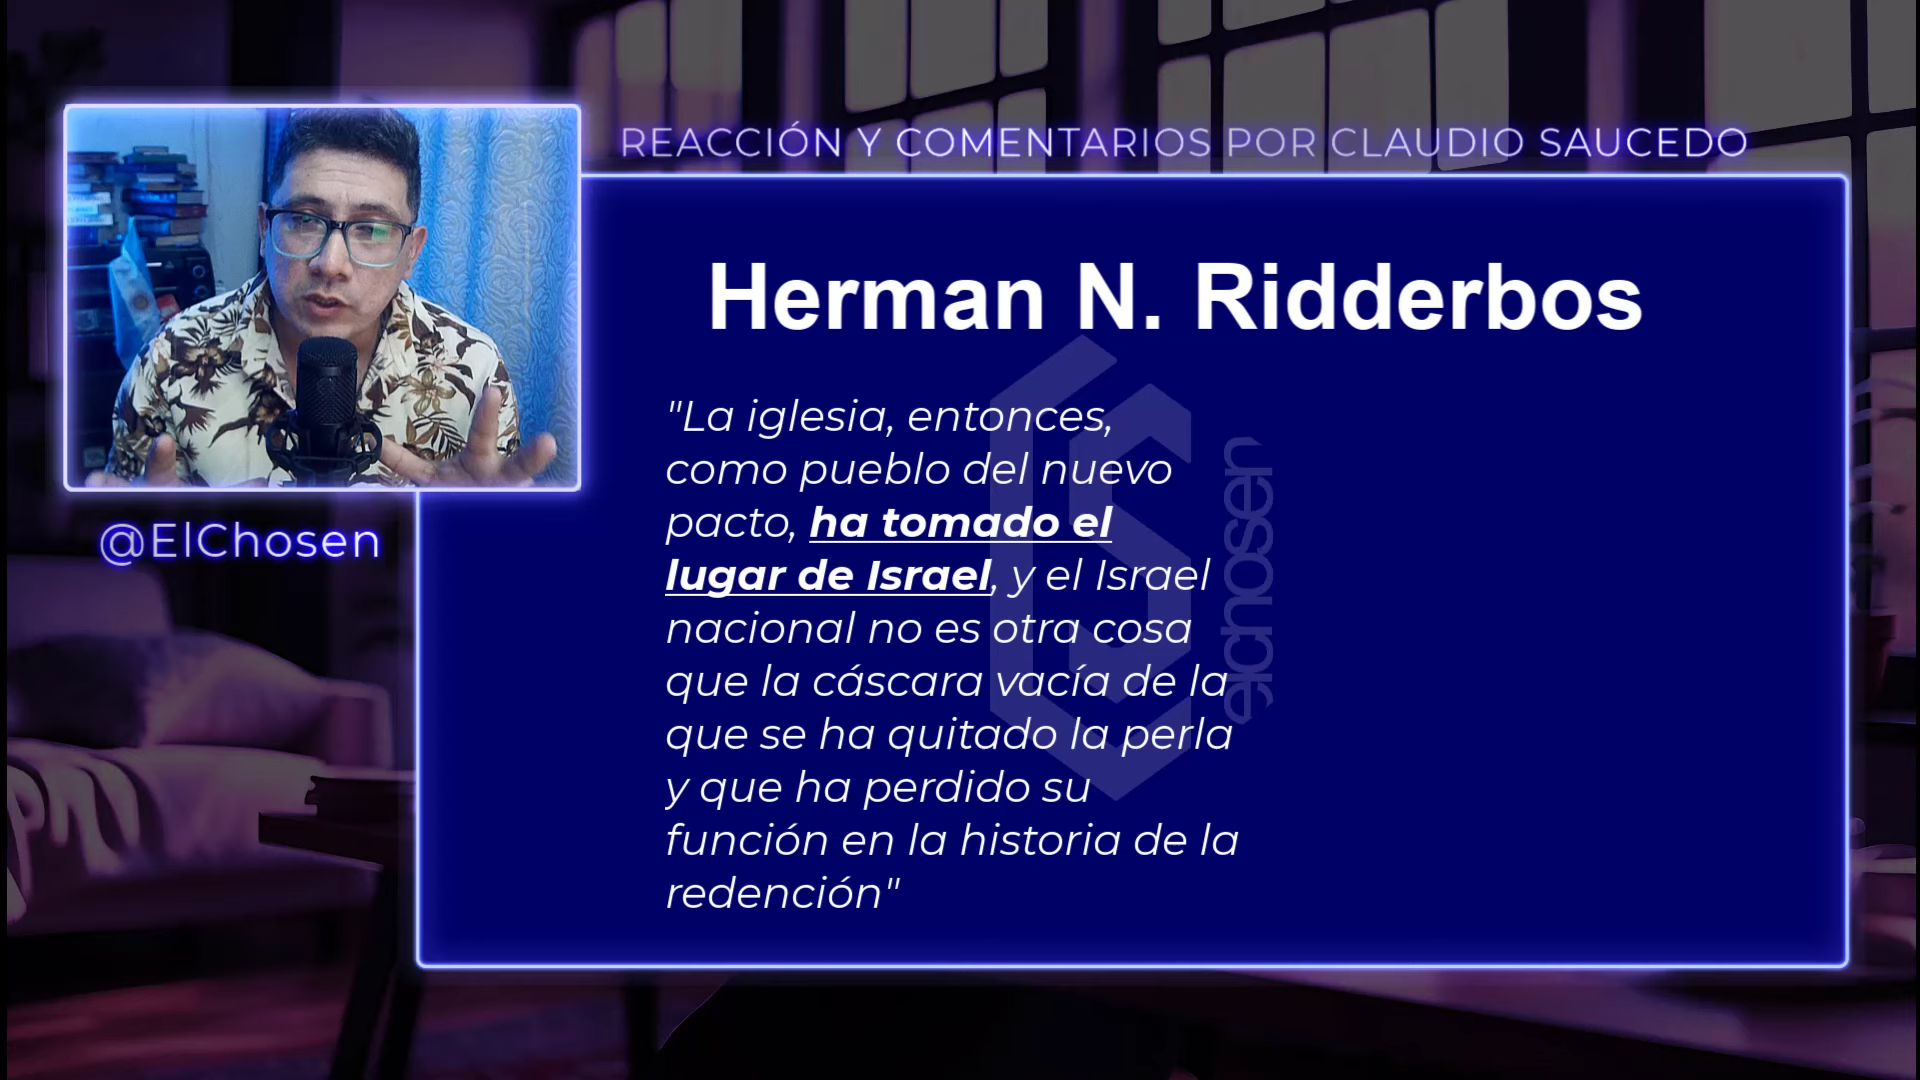 REACCIÓN Y COMENTARIOS POR CLAUDIO SAUCEDO
@ElChosen
Herman N. Ridderbos
"La iglesia, entonces,
como pueblo del nuevo
pacto, ha tomado el
lugar de Israel, y el Israel
nacional no es otra cosa
que la cáscara vacía de la
que se ha quitado la perla
y que ha perdido su
función en la historia de la
redención"
elchosen